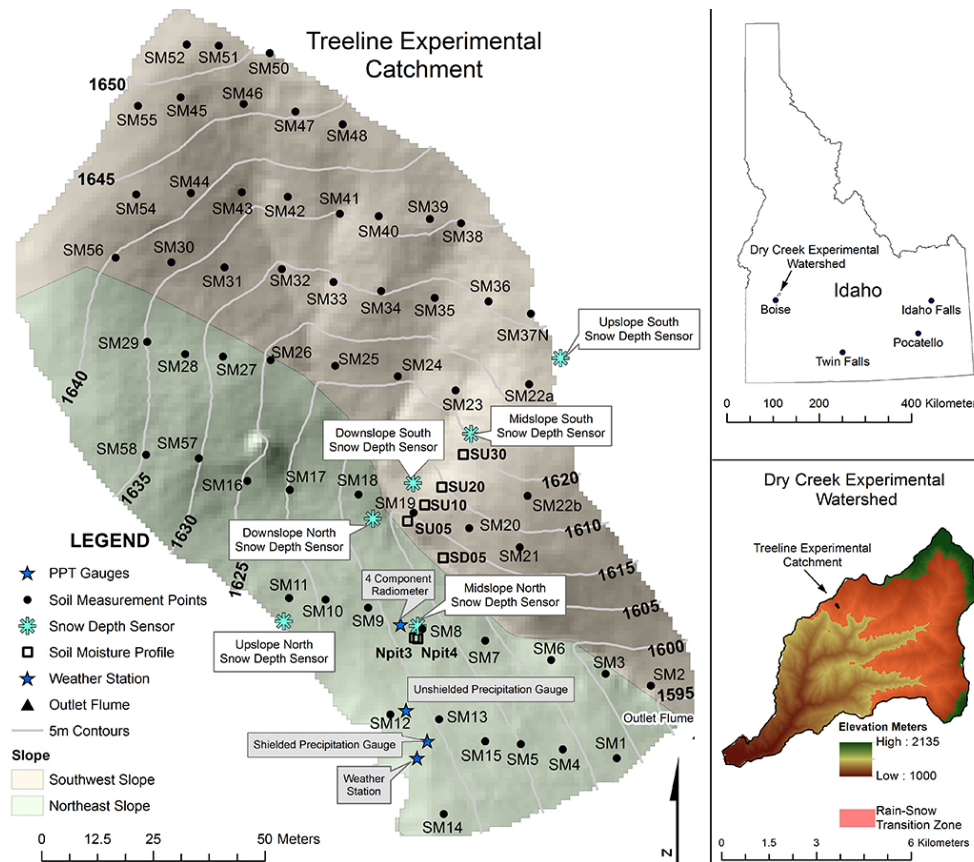 Treeline Experimental
Catchment
SM52
SM51
SM50
1650
SM55
SM45
SM46
SM47
SM48
1645
SM54
SM44
SM43
SM42
SM41
SM40
SM39
SM38
SM56
SM30
SM31
SM32
SM33
SM34
SM35
SM36
SM37N
Upslope South
Snow Depth Sensor
SM29
SM28
SM27
SM26
SM25
SM24
SM23
SM22a
1640
Downslope South
Snow Depth Sensor
Midslope South
Snow Depth Sensor
SU30
SM58
SM57
1635
SM16
SM17
SM18
SM19
SU20
SU10
SU05
SM20
SM22b
1620
1610
1630
Downslope North
Snow Depth Sensor
SD05
SM21
1615
1625
SM11
SM10
SM9
4 Component
Radiometer
Midslope North
Snow Depth Sensor
1605
Upslope North
Snow Depth Sensor
SM8
Npit3
Npit4
SM7
SM6
SM3
1600
SM2
1595
Outlet Flume
Unshielded Precipitation Gauge
SM12
SM13
Shielded Precipitation Gauge
SM15
SM5
SM4
SM1
Weather
Station
SM14
N
LEGEND
PPT Gauges
Soil Measurement Points
Snow Depth Sensor
Soil Moisture Profile
Weather Station
Outlet Flume
5m Contours
Slope
Southwest Slope
Northeast Slope
0 12.5 25 50 Meters
Dry Creek Experimental
Watershed
Boise
Idaho
Idaho Falls
Pocatello
Twin Falls
0 100 200 400 Kilometers
Dry Creek Experimental
Watershed
Treeline Experimental
Catchment
Elevation Meters
High : 2135
Low : 1000
Rain-Snow
Transition Zone
0 1.5 3 6 Kilometers